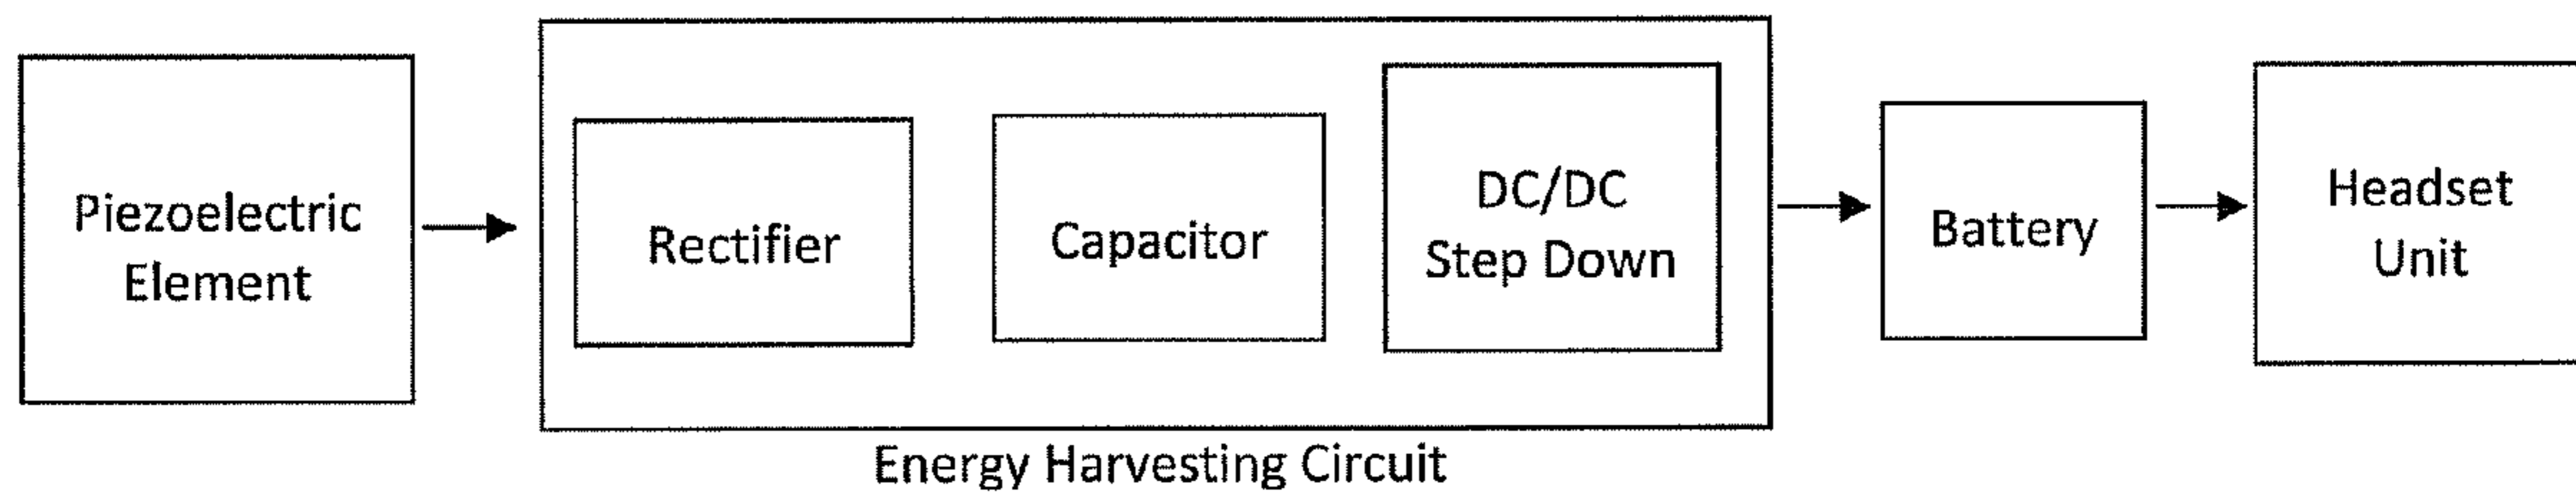 Piezoelectric
Element
Rectifier
Capacitor
DC/DC
Step Down
Battery
Headset
Unit
Energy Harvesting Circuit